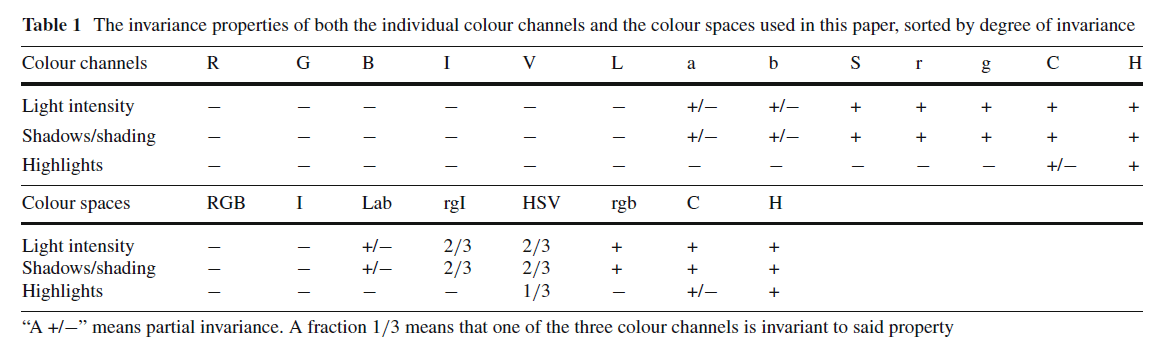 Table 1 The invariance properties of both the individual colour channels and the colour spaces used in this paper, sorted by degree of invariance
Colour channels R G B I V L a b S r g C H
Light intensity − − − − − − +/− +/− + + + + +
Shadows/shading − − − − − − +/− +/− + + + + +
Highlights − − − − − − − − − − − +/− +
Colour spaces RGB I Lab rgI HSV rgb C H
Light intensity − − +/− 2/3 2/3 + + +
Shadows/shading − − +/− 2/3 2/3 + + +
Highlights − − − − 1/3 − +/− +
“A +/−” means partial invariance. A fraction 1/3 means that one of the three colour channels is invariant to said property